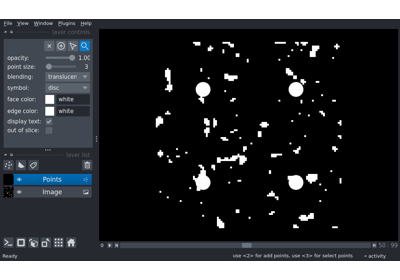 File View Window Plugins Help
layer controls
opacity: 1.00
point size: 3
blending: translucen
symbol: disc
face color: white
edge color: white
display text:
out of slice:
layer list
Points
Image
50 99
Ready use <2> for add points, use <3> for select points activity